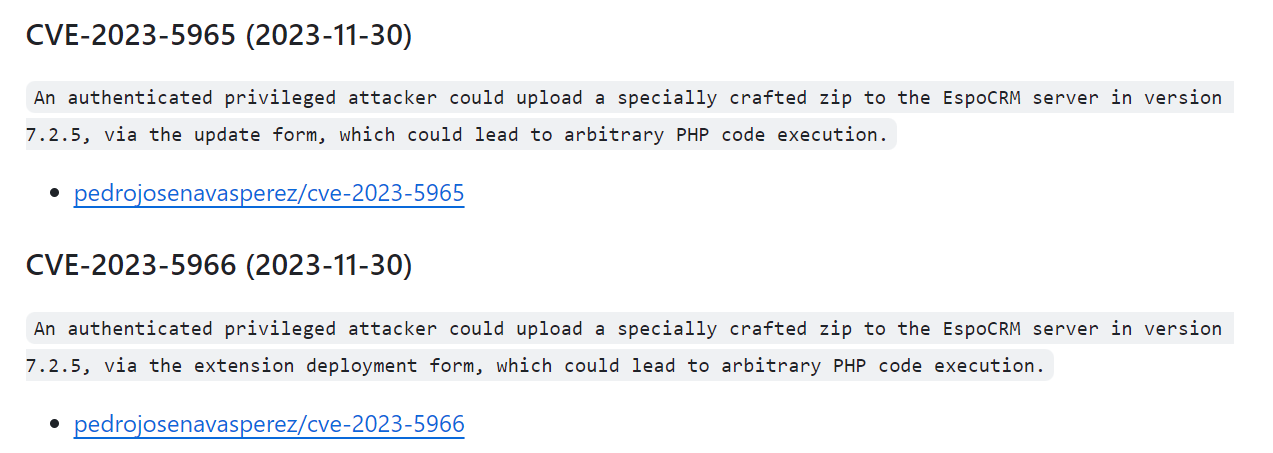 CVE-2023-5965 (2023-11-30)
An authenticated privileged attacker could upload a specially crafted zip to the EspoCRM server in version
7.2.5, via the update form, which could lead to arbitrary PHP code execution.
pedrojosenavasperez/cve-2023-5965
CVE-2023-5966 (2023-11-30)
An authenticated privileged attacker could upload a specially crafted zip to the EspoCRM server in version
7.2.5, via the extension deployment form, which could lead to arbitrary PHP code execution.
pedrojosenavasperez/cve-2023-5966